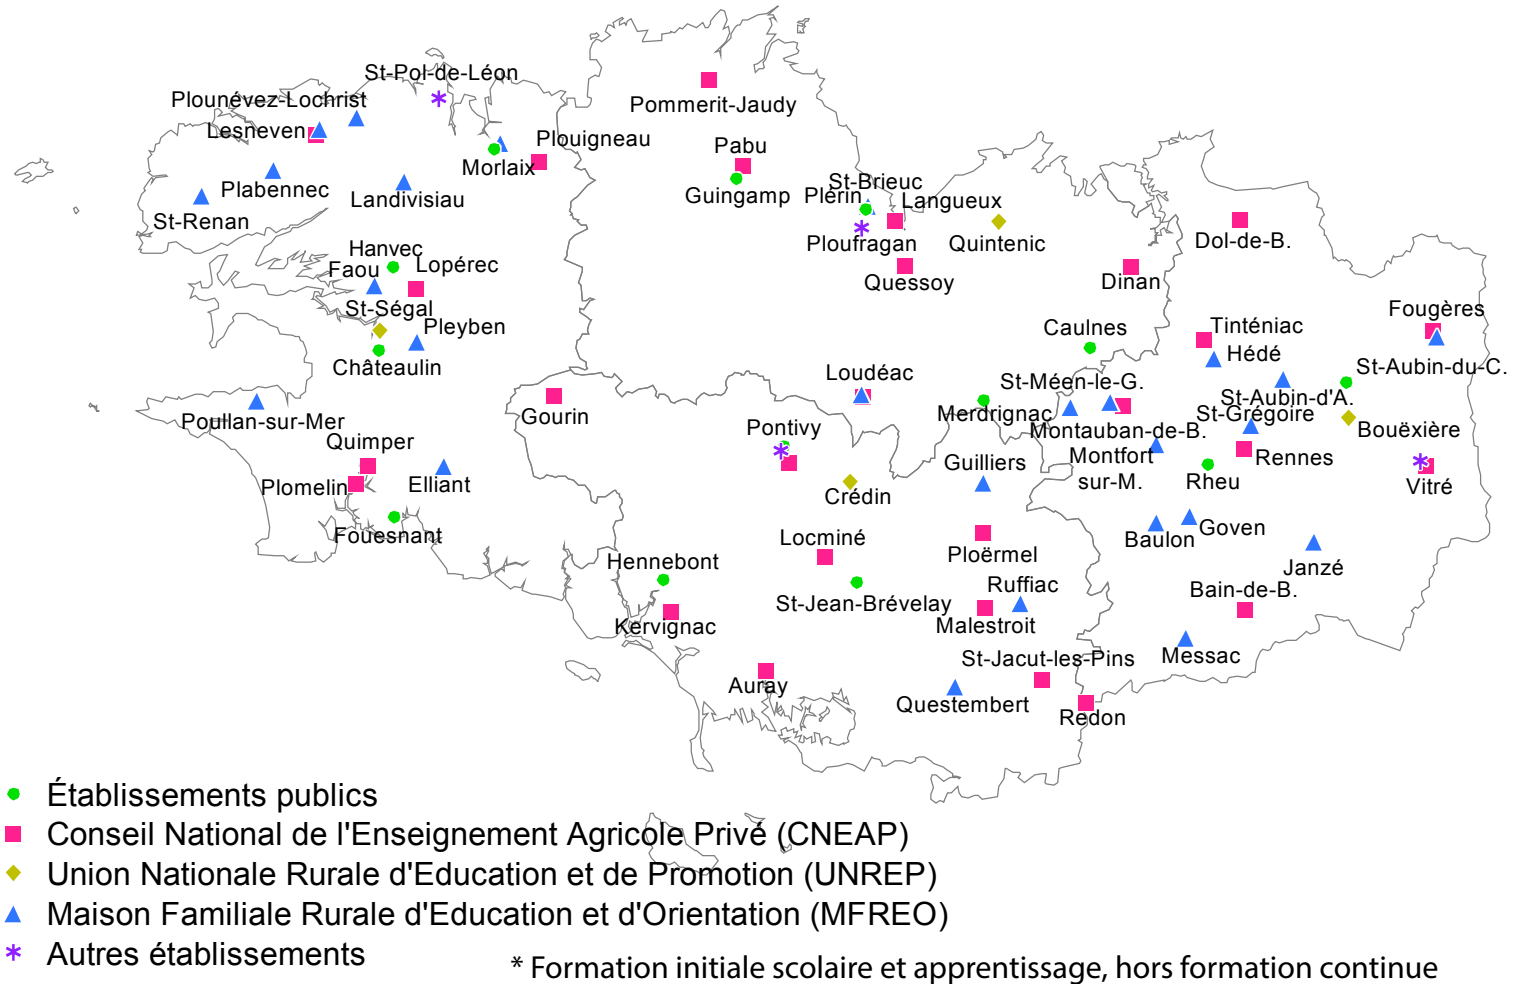 St-Pol-de-Léon
Plounévez-Lochrist
Lesneven
Plouigneau
Morlaix
Plabennec
Landivisiau
St-Renan
Pommerit-Jaudy
Pabu
Guingamp
St-Brieuc
Plérin
Langueux
Ploufragan
Quintenic
Quessoy
Dinan
Dol-de-B.
Hanvec
Lopérec
Faou
St-Ségal
Pleyben
Châteaulin
Caulnes
Tinténiac
Hédé
Fougères
St-Aubin-du-C.
St-Aubin-d'A.
Loudéac
St-Méen-le-G.
Merdrignac
Montauban-de-B.
St-Grégoire
Bouëxière
Poullan-sur-Mer
Gourin
Quimper
Plomelin
Elliant
Fouesnant
Pontivy
Crédin
Guilliers
Montfort
sur-M.
Rheu
Rennes
Vitré
Locminé
Ploërmel
Baulon
Goven
Janzé
Hennebont
St-Jean-Brévelay
Ruffiac
Malestroit
Bain-de-B.
Kervignac
Messac
St-Jacut-les-Pins
Auray
Questembert
Redon
Établissements publics
Conseil National de l'Enseignement Agricole Privé (CNEAP)
Union Nationale Rurale d'Education et de Promotion (UNREP)
Maison Familiale Rurale d'Education et d'Orientation (MFREO)
Autres établissements
* Formation initiale scolaire et apprentissage, hors formation continue